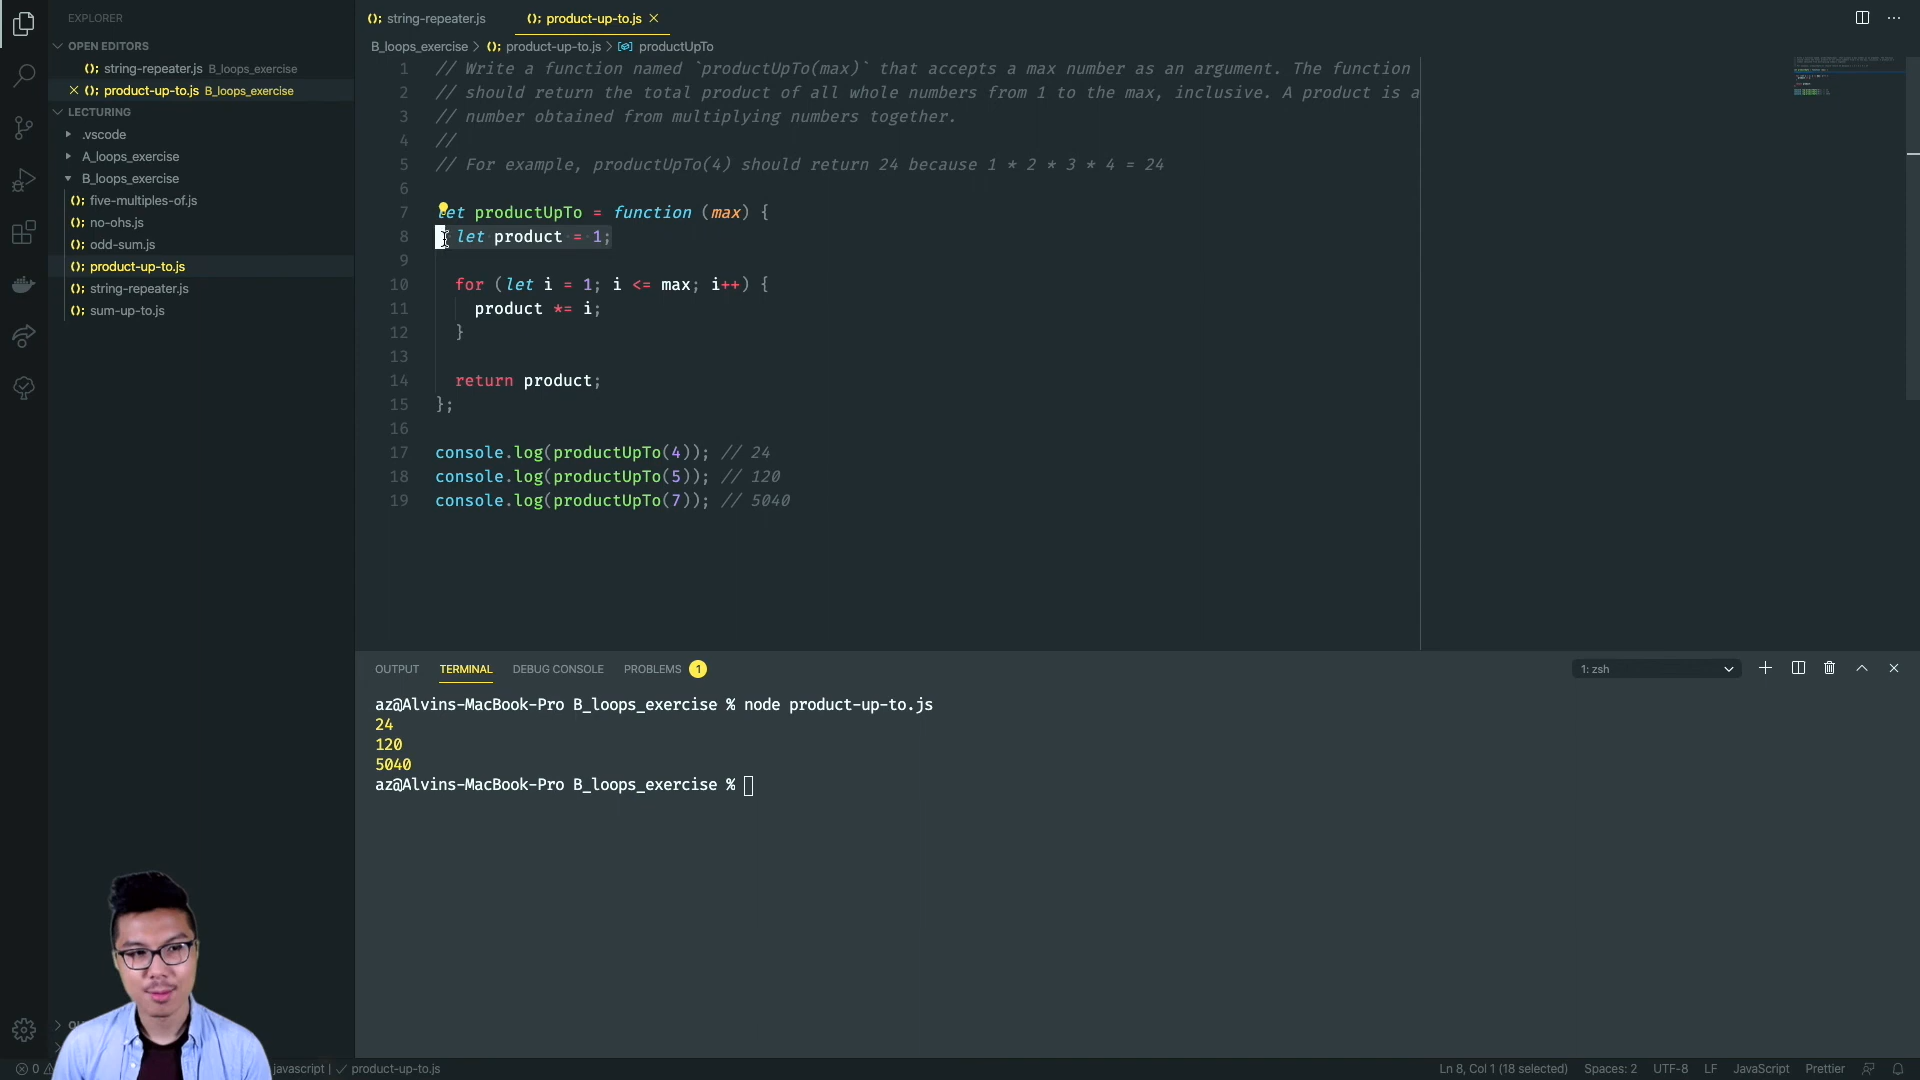 EXPLORER
OPEN EDITORS
string-repeater.js B_loops_exercise
product-up-to.js B_loops_exercise
LECTURING
.vscode
A_loops_exercise
B_loops_exercise
five-multiples-of.js
no-ohs.js
odd-sum.js
product-up-to.js
string-repeater.js
sum-up-to.js
string-repeater.js
product-up-to.js
B_loops_exercise > product-up-to.js > productUpTo
1 // Write a function named `productUpTo(max)` that accepts a max number as an argument. The function
2 // should return the total product of all whole numbers from 1 to the max, inclusive. A product is a
3 // number obtained from multiplying numbers together.
4 //
5 // For example, productUpTo(4) should return 24 because 1 * 2 * 3 * 4 = 24
6
7 let productUpTo = function (max) {
8 let product = 1;
9
10 for (let i = 1; i <= max; i++) {
11 product *= i;
12 }
13
14 return product;
15 };
16
17 console.log(productUpTo(4)); // 24
18 console.log(productUpTo(5)); // 120
19 console.log(productUpTo(7)); // 5040
OUTPUT TERMINAL DEBUG CONSOLE PROBLEMS 1
1: zsh
az@Alvins-MacBook-Pro B_loops_exercise % node product-up-to.js
24
120
5040
az@Alvins-MacBook-Pro B_loops_exercise %
0
javascript | ✓ product-up-to.js
Ln 8, Col 1 (18 selected) Spaces: 2 UTF-8 LF JavaScript Prettier